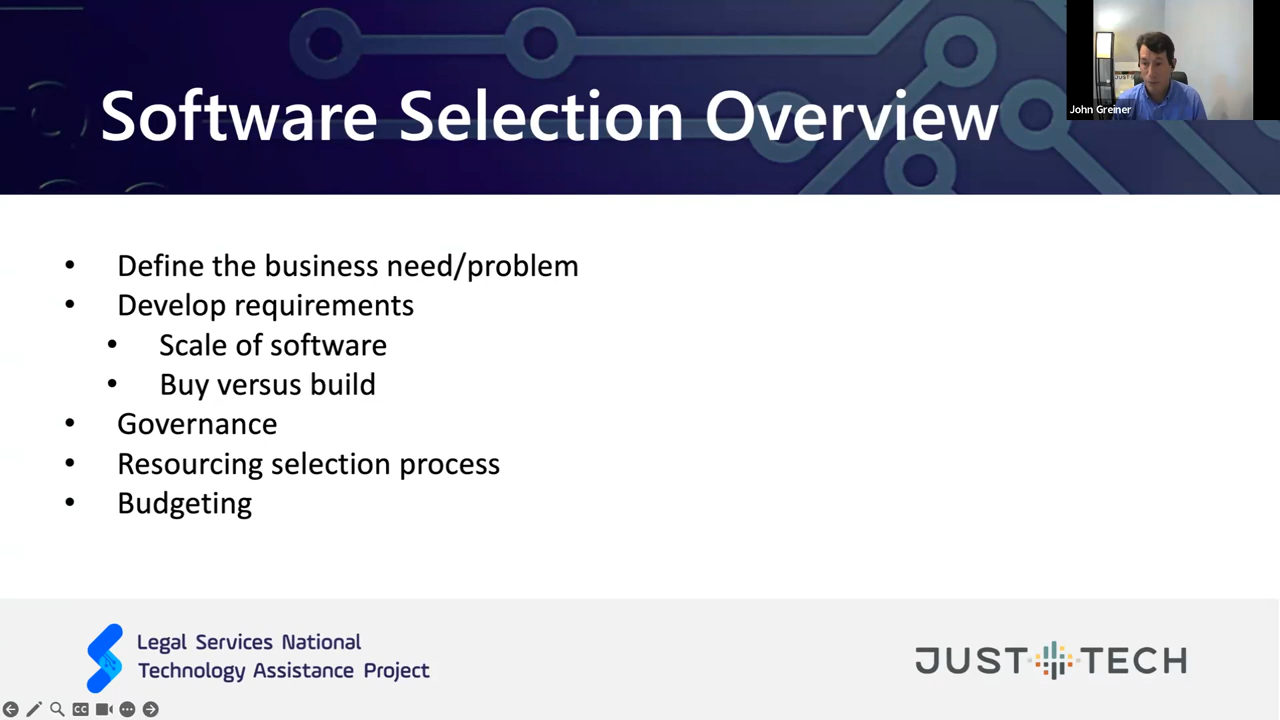 Software Selection Overview
John Greiner
• Define the business need/problem
• Develop requirements
• Scale of software
• Buy versus build
• Governance
• Resourcing selection process
• Budgeting
Legal Services National
Technology Assistance Project
JUST TECH
CC